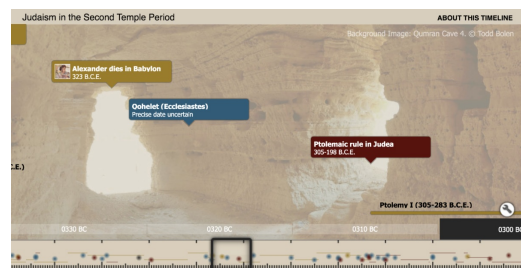 Judaism in the Second Temple Period
ABOUT THIS TIMELINE
Background Image: Qumran Cave 4. © Todd Bolen
Alexander dies in Babylon
323 B.C.E.
Qohelet (Ecclesiastes)
Precise date uncertain
Ptolemaic rule in Judea
305-198 B.C.E.
C.E.)
Ptolemy I (305-283 B.C.E.)
0330 BC
0320 BC
0310 BC
0300 B